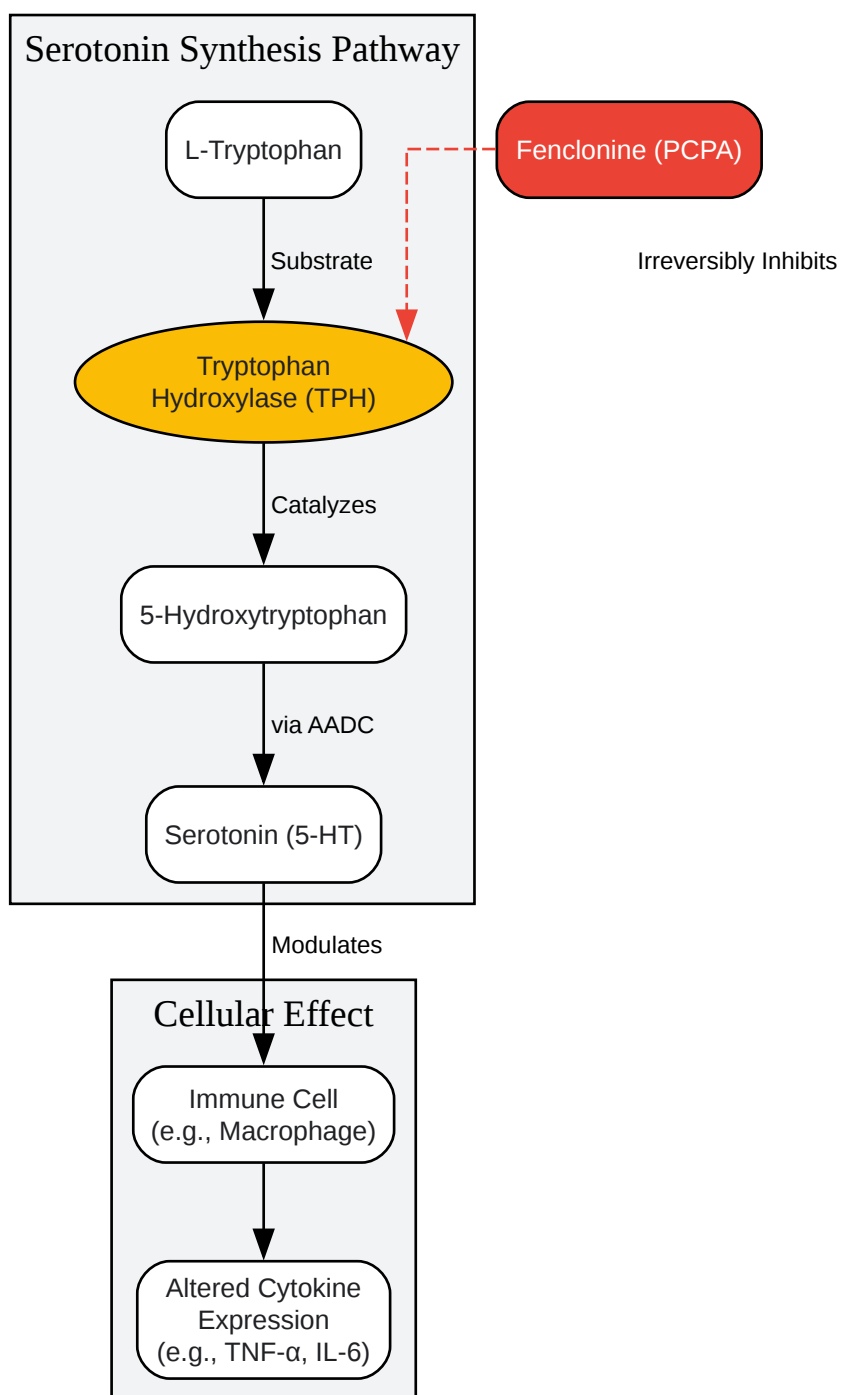 Serotonin Synthesis Pathway
L-Tryptophan
Fenclonine (PCPA)
Substrate
Irreversibly Inhibits
Tryptophan
Hydroxylase (TPH)
Catalyzes
5-Hydroxytryptophan
via AADC
Serotonin (5-HT)
Modulates
Cellular Effect
Immune Cell
(e.g., Macrophage)
Altered Cytokine
Expression
(e.g., TNF-α, IL-6)